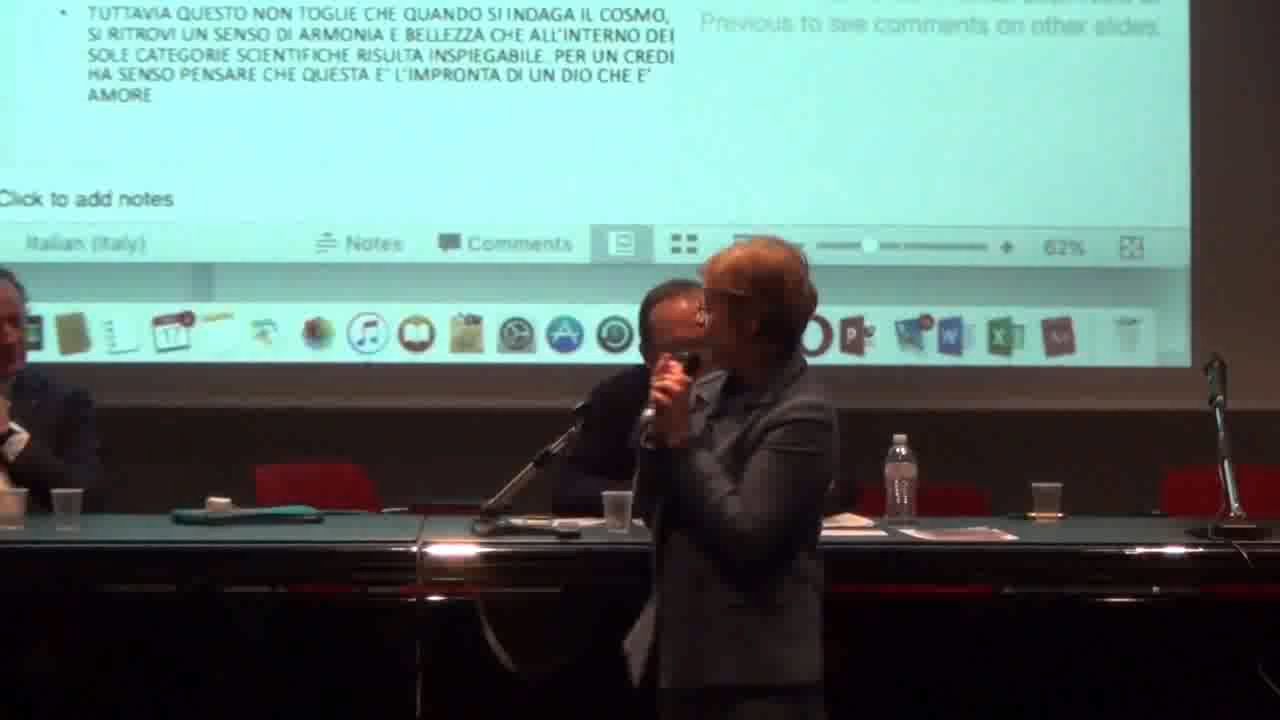 TUTTAVIA QUESTO NON TOGLIE CHE QUANDO SI INDAGA IL COSMO,
SI RITROVI UN SENSO DI ARMONIA E BELLEZZA CHE ALL'INTERNO DEI
SOLE CATEGORIE SCIENTIFICHE RISULTA INSPIEGABILE. PER UN CREDI
HA SENSO PENSARE CHE QUESTA E' L'IMPRONTA DI UN DIO CHE E'
AMORE
Previous to see comments on other slides.
Click to add notes
Italian (Italy)
Notes
Comments
62%
17